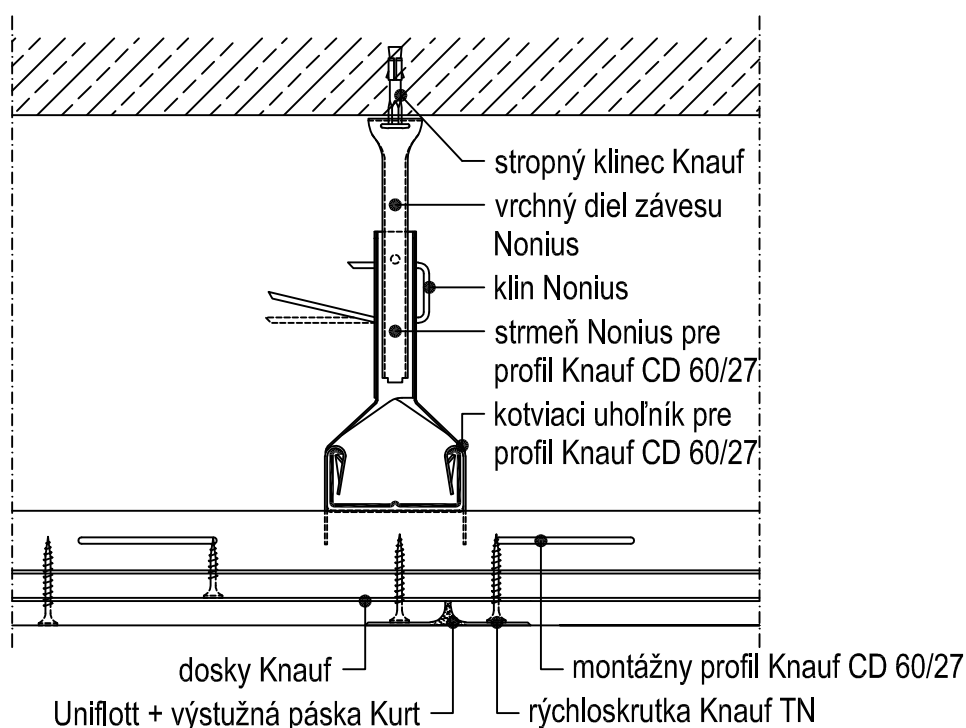 stropný klinec Knauf
vrchný diel závesu
Nonius
klin Nonius
strmeň Nonius pre
profil Knauf CD 60/27
kotviaci uhoľník pre
profil Knauf CD 60/27
dosky Knauf
montážny profil Knauf CD 60/27
Uniflott + výstužná páska Kurt
rýchloskrutka Knauf TN